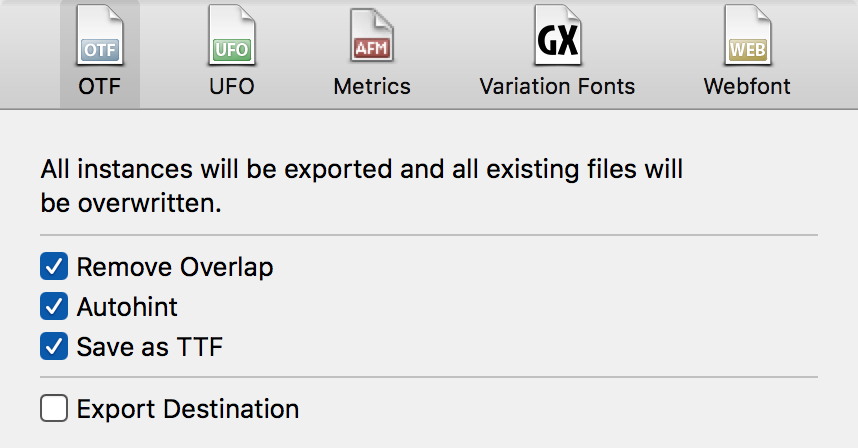 OTF UFO AFM GX WEB
OTF UFO Metrics Variation Fonts Webfont
All instances will be exported and all existing files will
be overwritten.
Remove Overlap
Autohint
Save as TTF
Export Destination